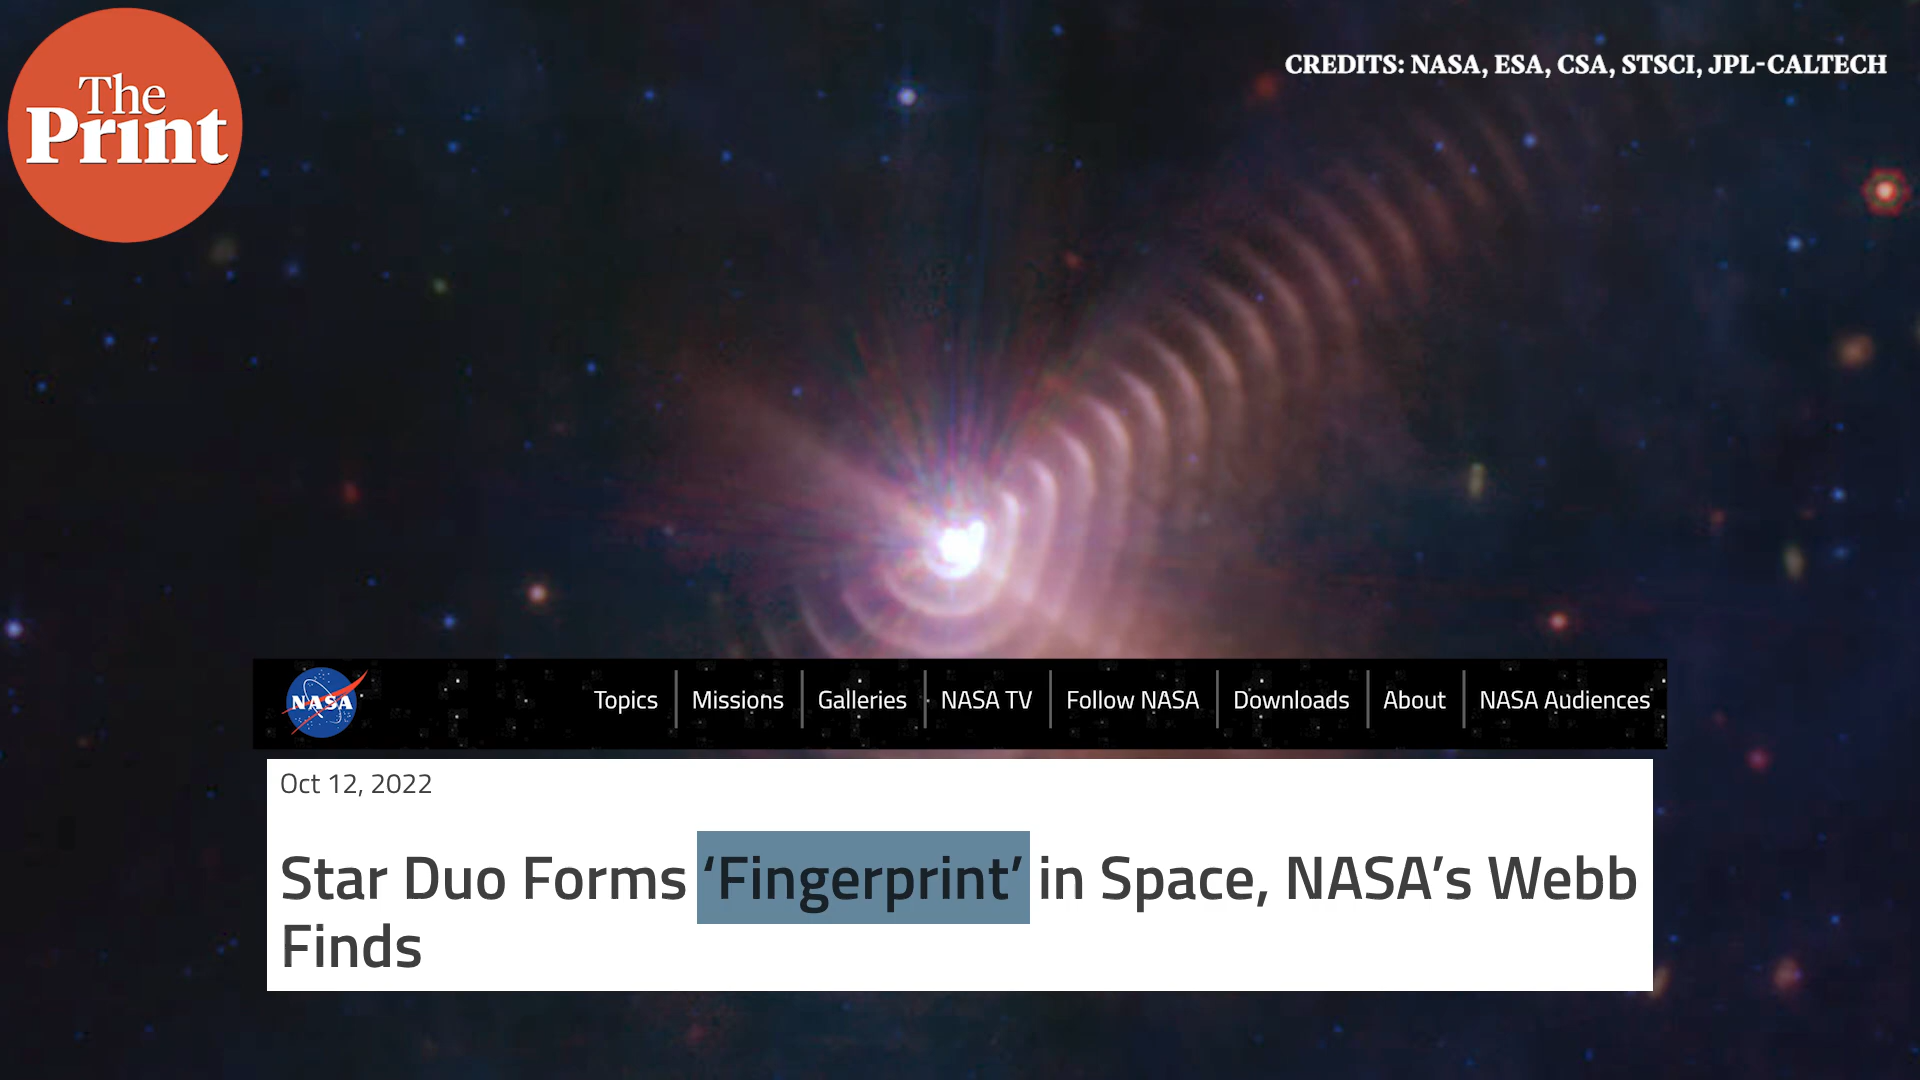 The
Print
CREDITS: NASA, ESA, CSA, STSCI, JPL-CALTECH
NASA
Topics Missions Galleries NASA TV Follow NASA Downloads About NASA Audiences
Oct 12, 2022
Star Duo Forms ‘Fingerprint’ in Space, NASA’s Webb
Finds